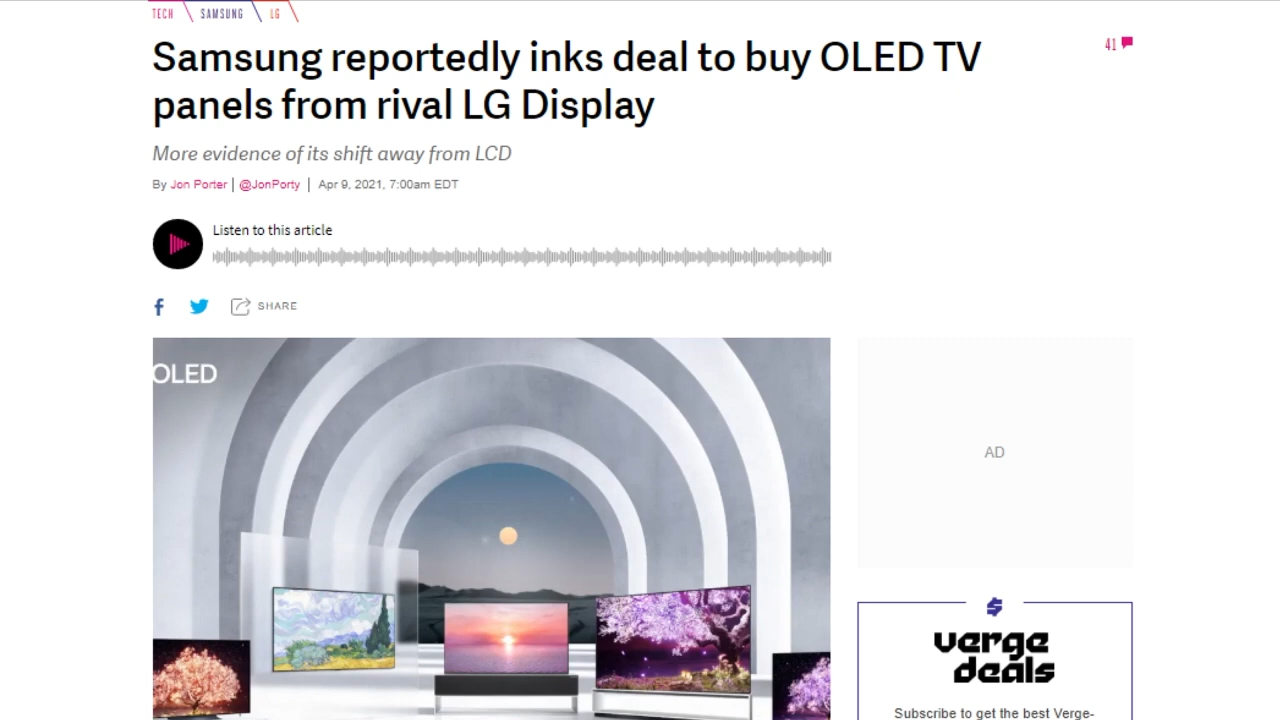 TECH SAMSUNG LG
Samsung reportedly inks deal to buy OLED TV
panels from rival LG Display
41
More evidence of its shift away from LCD
By Jon Porter | @JonPorty | Apr 9, 2021, 7:00am EDT
Listen to this article
SHARE
OLED
AD
verge
deals
Subscribe to get the best Verge-